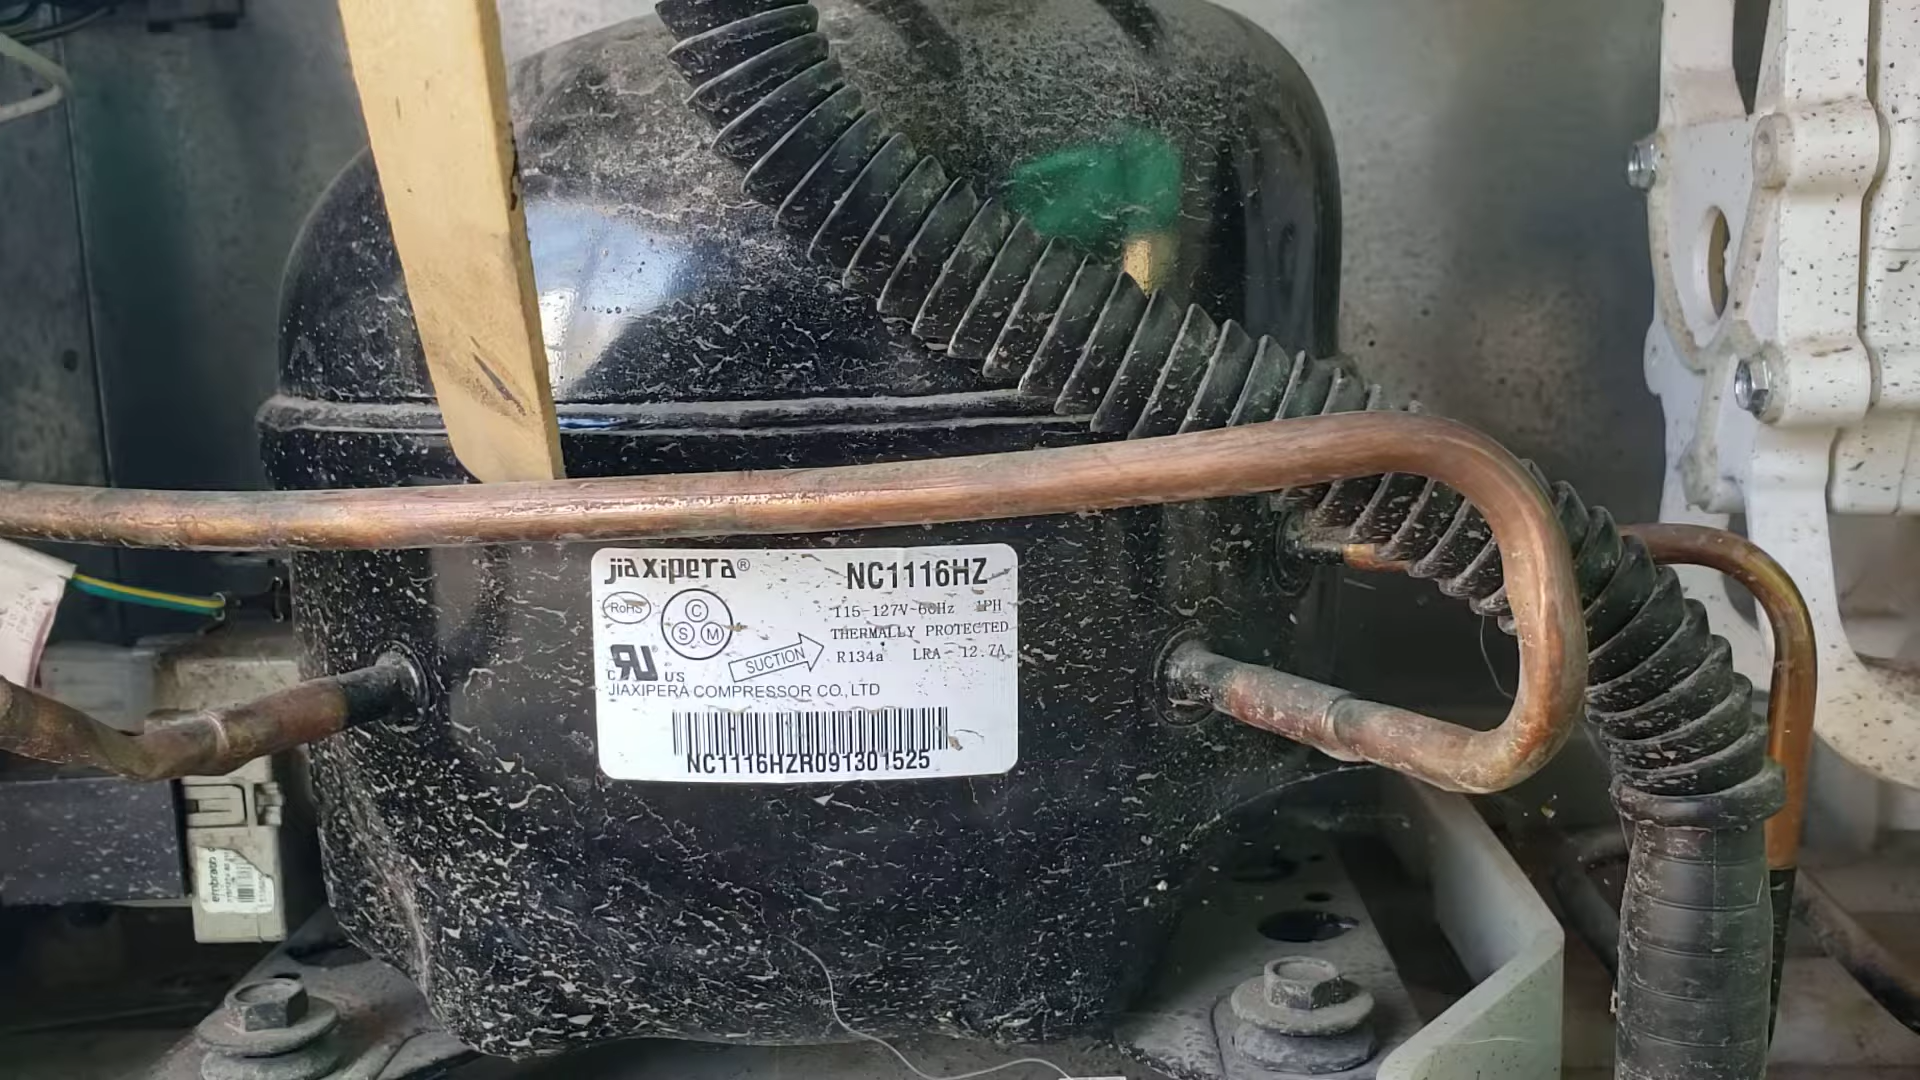 jiaxipera®
NC1116HZ
RoHS
C
S M
115-127V 60Hz 1PH
THERMALLY PROTECTED
SUCTION
R134a LRA 12.7A
C US
JIAXIPERA COMPRESSOR CO., LTD
NC1116HZR091301525
embraco